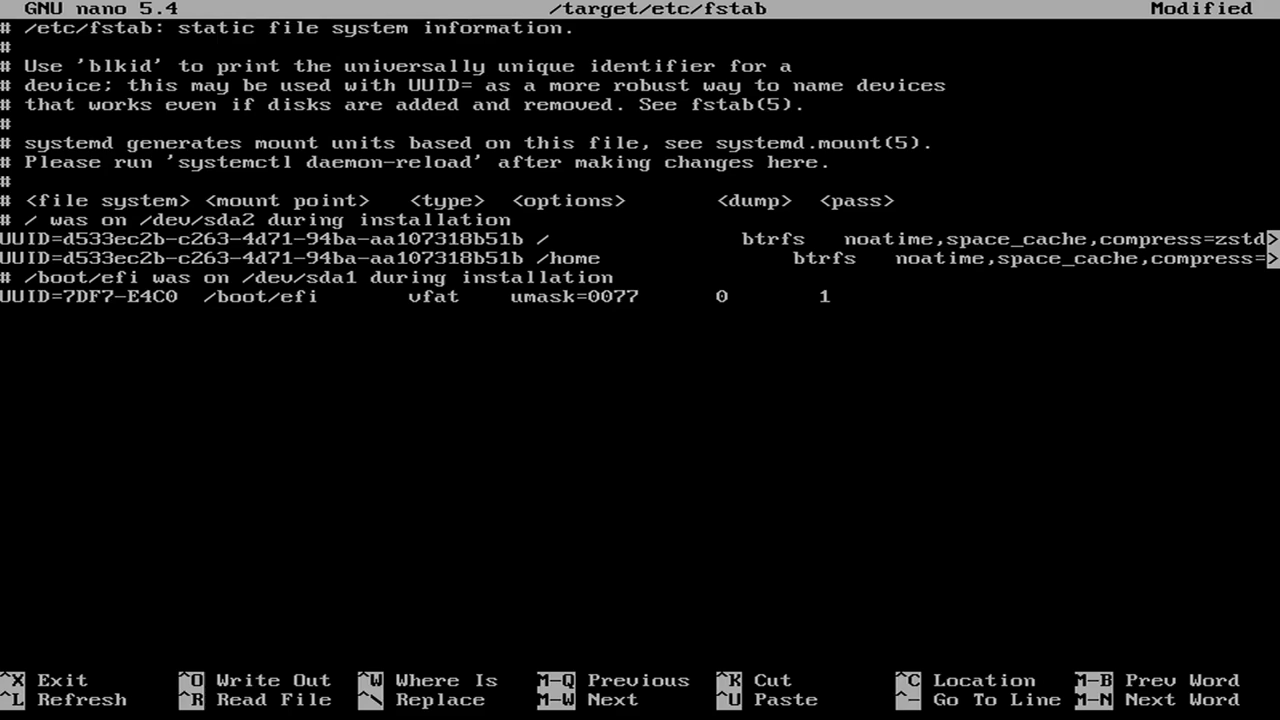 GNU nano 5.4 /target/etc/fstab Modified
# /etc/fstab: static file system information.
#
# Use 'blkid' to print the universally unique identifier for a
# device; this may be used with UUID= as a more robust way to name devices
# that works even if disks are added and removed. See fstab(5).
#
# systemd generates mount units based on this file, see systemd.mount(5).
# Please run 'systemctl daemon-reload' after making changes here.
#
# <file system> <mount point> <type> <options> <dump> <pass>
# / was on /dev/sda2 during installation
UUID=d533ec2b-c263-4d71-94ba-aa107318b51b / btrfs noatime,space_cache,compress=zstd>
UUID=d533ec2b-c263-4d71-94ba-aa107318b51b /home btrfs noatime,space_cache,compress=>
# /boot/efi was on /dev/sda1 during installation
UUID=7DF7-E4C0 /boot/efi vfat umask=0077 0 1
^X Exit ^O Write Out ^W Where Is M-Q Previous ^K Cut ^C Location M-B Prev Word
^L Refresh ^R Read File ^\ Replace M-W Next ^U Paste ^_ Go To Line M-N Next Word